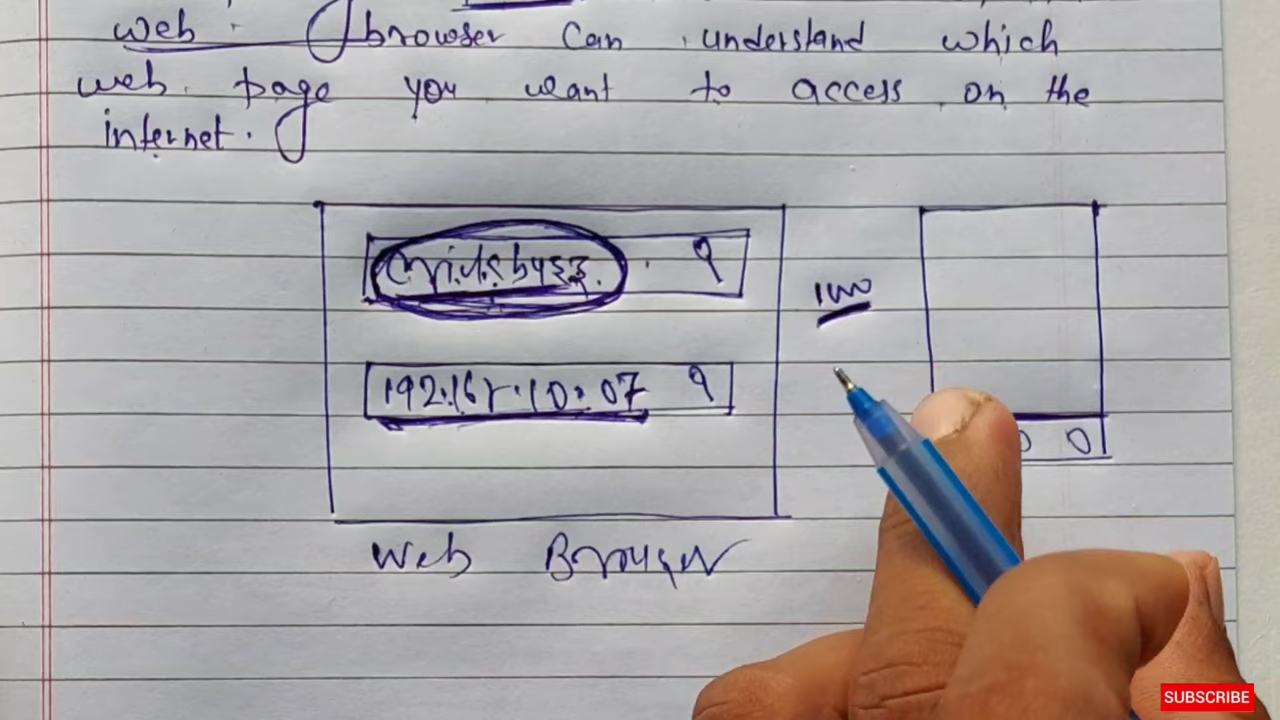 web. browser can understand which
web page you want to access on the
internet.
192.168.10.07
Web Browser
SUBSCRIBE